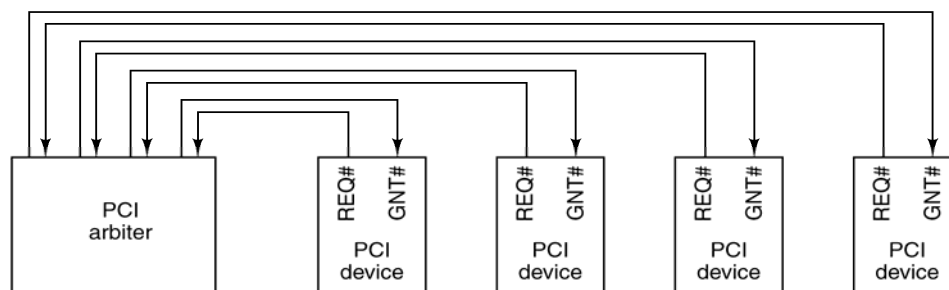 PCI
arbiter
REQ#
GNT#
PCI
device
REQ#
GNT#
PCI
device
REQ#
GNT#
PCI
device
REQ#
GNT#
PCI
device